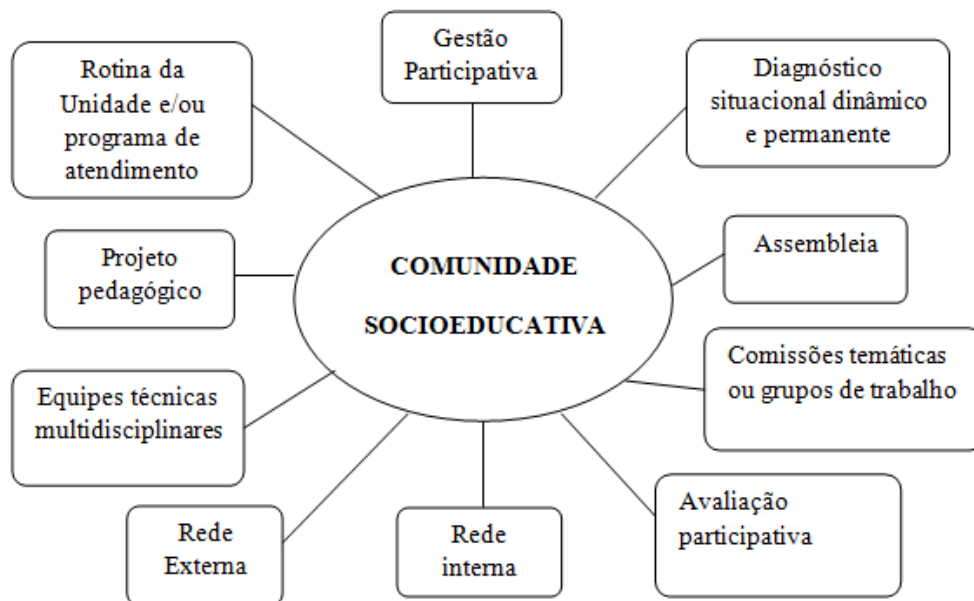 Gestão
Participativa
Rotina da
Unidade e/ou
programa de
atendimento
Diagnóstico
situacional dinâmico
e permanente
Projeto
pedagógico
COMUNIDADE
SOCIOEDUCATIVA
Assembleia
Equipes técnicas
multidisciplinares
Comissões temáticas
ou grupos de trabalho
Rede
Externa
Rede
interna
Avaliação
participativa